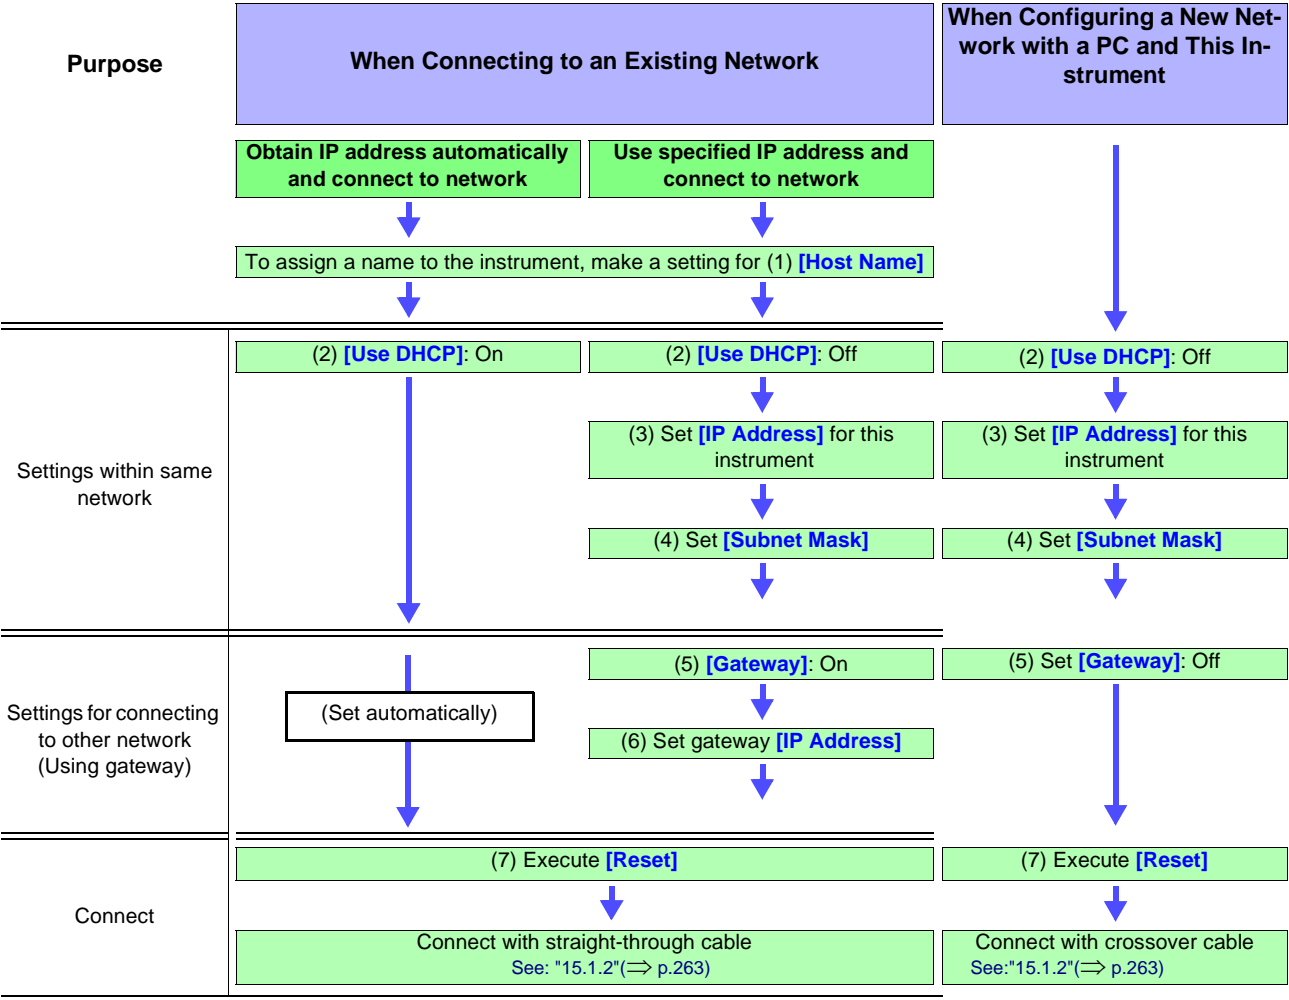 Purpose
When Connecting to an Existing Network
When Configuring a New Net-
work with a PC and This In-
strument
Obtain IP address automatically
and connect to network
Use specified IP address and
connect to network
To assign a name to the instrument, make a setting for (1) [Host Name]
Settings within same
network
(2) [Use DHCP]: On
(2) [Use DHCP]: Off
(2) [Use DHCP]: Off
(3) Set [IP Address] for this
instrument
(3) Set [IP Address] for this
instrument
(4) Set [Subnet Mask]
(4) Set [Subnet Mask]
Settings for connecting
to other network
(Using gateway)
(Set automatically)
(5) [Gateway]: On
(5) Set [Gateway]: Off
(6) Set gateway [IP Address]
Connect
(7) Execute [Reset]
(7) Execute [Reset]
Connect with straight-through cable
See: "15.1.2"(⇒ p.263)
Connect with crossover cable
See:"15.1.2"(⇒ p.263)